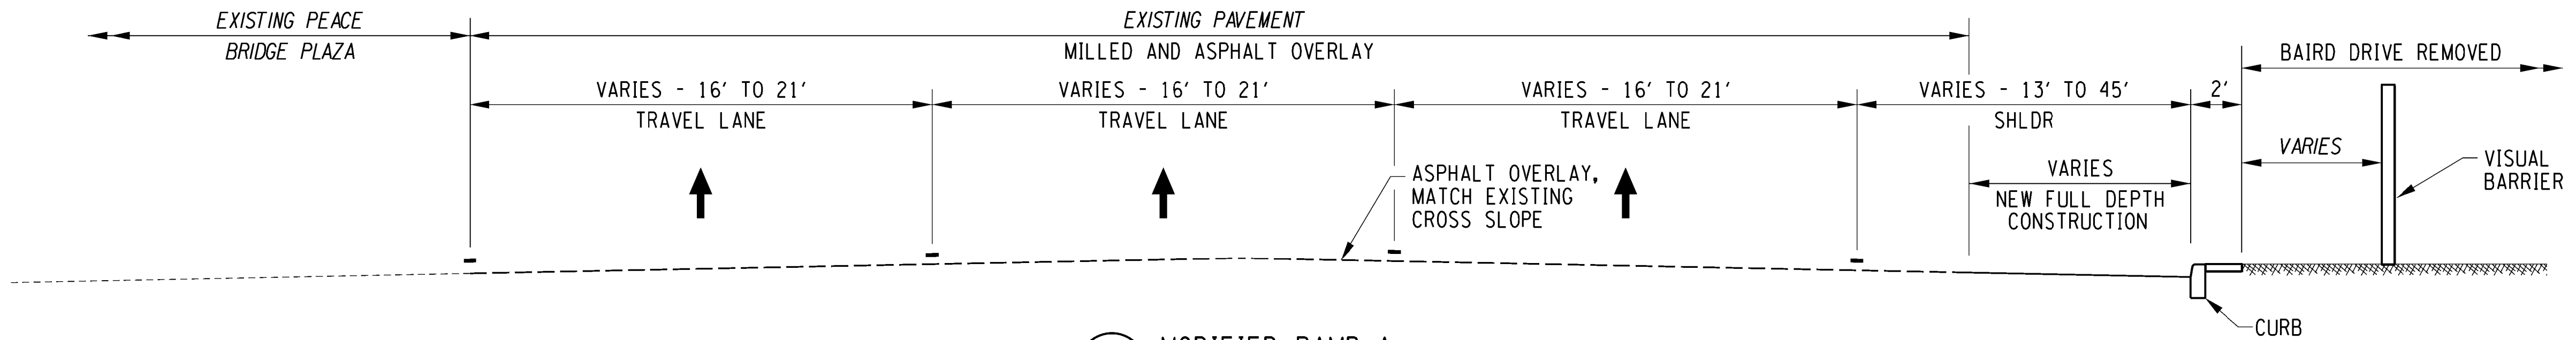 EXISTING PEACE
BRIDGE PLAZA
EXISTING PAVEMENT
MILLED AND ASPHALT OVERLAY
BAIRD DRIVE REMOVED
VARIES - 16' TO 21'
TRAVEL LANE
VARIES - 16' TO 21'
TRAVEL LANE
VARIES - 16' TO 21'
TRAVEL LANE
VARIES - 13' TO 45'
SHLDR
2'
VARIES
VISUAL
BARRIER
ASPHALT OVERLAY,
MATCH EXISTING
CROSS SLOPE
VARIES
NEW FULL DEPTH
CONSTRUCTION
CURB
MODIFIED RAMP A